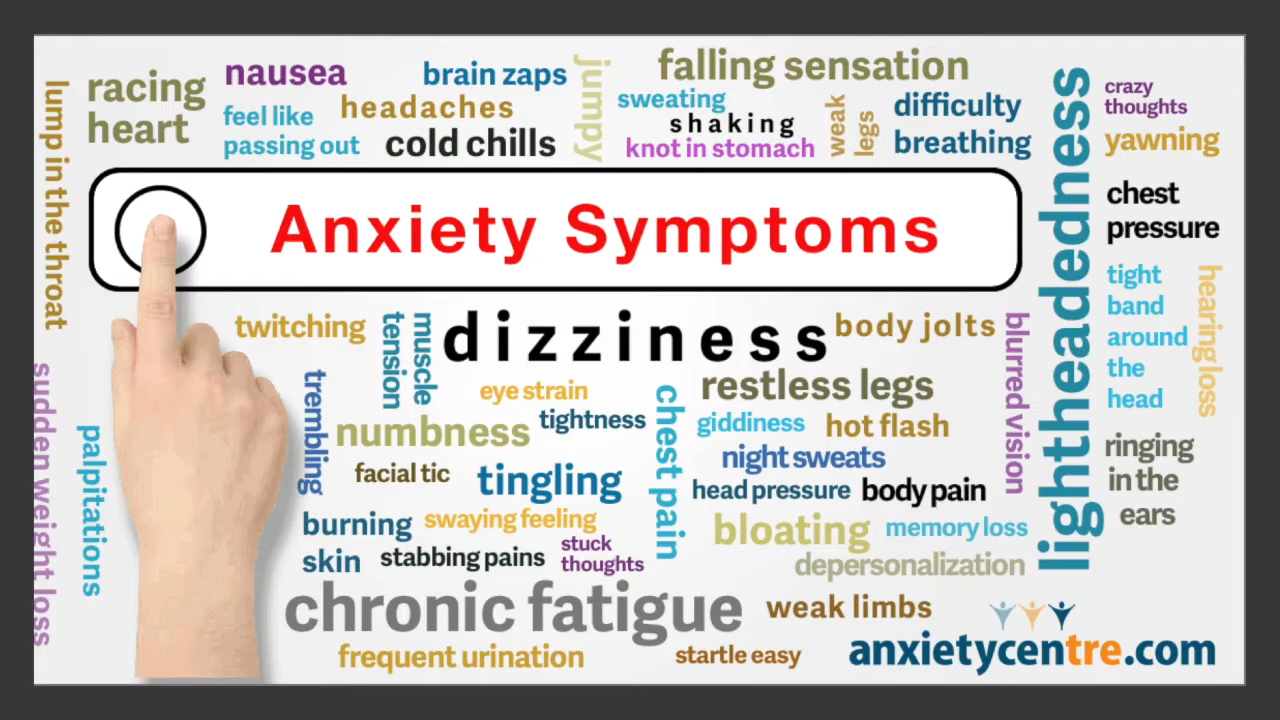 lump in the throat
racing
heart
nausea
feel like
passing out
brain zaps
headaches
cold chills
jumpy
falling sensation
sweating
shaking
knot in stomach
weak
legs
difficulty
breathing
lightheadedness
crazy
thoughts
yawning
chest
pressure
Anxiety Symptoms
tight
band
around
the
head
hearing loss
twitching
tension
muscle
dizziness
body jolts
blurred vision
sudden weight loss
palpitations
trembling
eye strain
restless legs
numbness
tightness
chest pain
giddiness
hot flash
night sweats
facial tic
tingling
head pressure
body pain
ringing
in the
ears
burning
skin
swaying feeling
stabbing pains
stuck
thoughts
bloating
memory loss
depersonalization
chronic fatigue
weak limbs
frequent urination
startle easy
anxietycentre.com